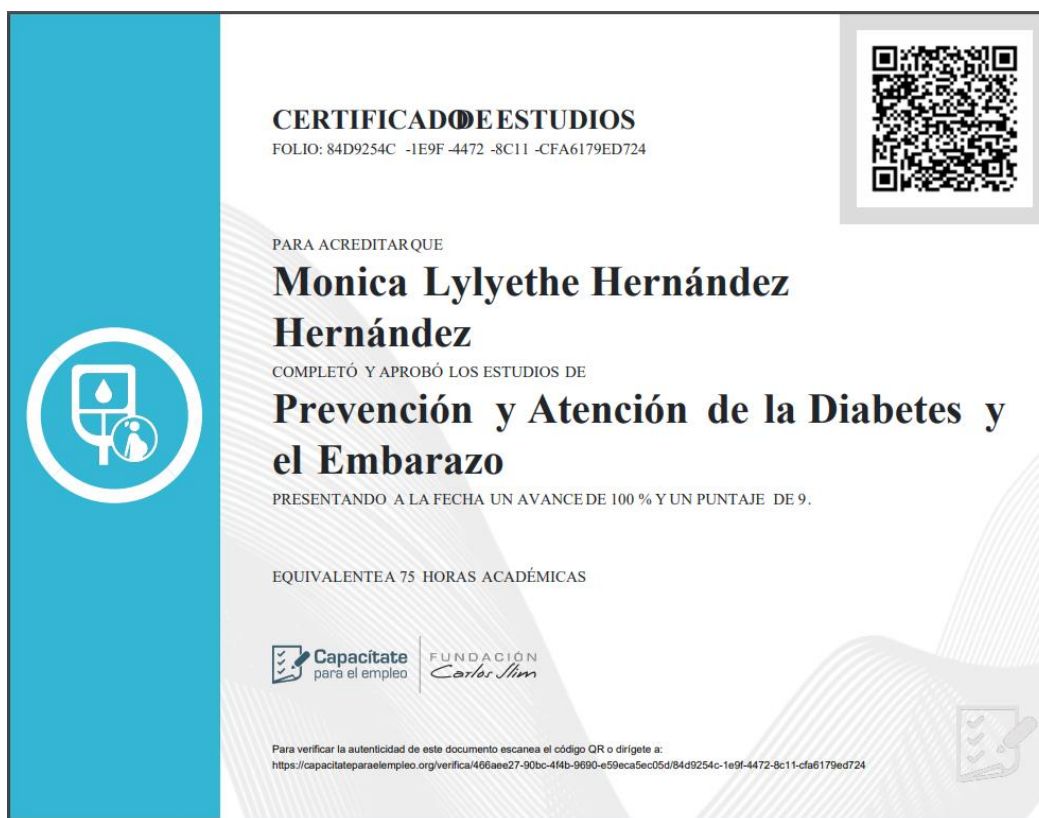 CERTIFICADO DE ESTUDIOS
FOLIO: 84D9254C -1E9F -4472 -8C11 -CFA6179ED724
PARA ACREDITAR QUE
Monica Lylyethe Hernández
Hernández
COMPLETÓ Y APROBÓ LOS ESTUDIOS DE
Prevención y Atención de la Diabetes y
el Embarazo
PRESENTANDO A LA FECHA UN AVANCE DE 100 % Y UN PUNTAJE DE 9.
EQUIVALENTE A 75 HORAS ACADÉMICAS
Capacítate
para el empleo
FUNDACIÓN
Carlos Slim
Para verificar la autenticidad de este documento escanea el código QR o dirígete a:
https://capacitateparaelempleo.org/verifica/466aee27-90bc-4f4b-9690-e59eca5ec05d/84d9254c-1e9f-4472-8c11-cfa6179ed724